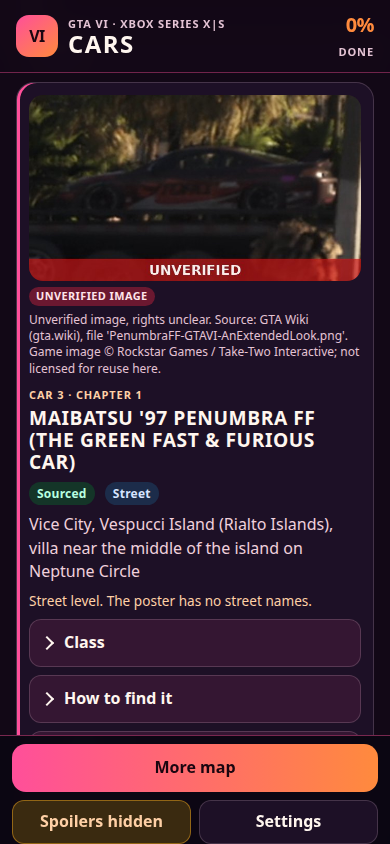 VI
GTA VI · XBOX SERIES X|S
CARS
0%
DONE
UNVERIFIED
UNVERIFIED IMAGE
Unverified image, rights unclear. Source: GTA Wiki
(gta.wiki), file 'PenumbraFF-GTAVI-AnExtendedLook.png'.
Game image © Rockstar Games / Take-Two Interactive; not
licensed for reuse here.
CAR 3 · CHAPTER 1
MAIBATSU '97 PENUMBRA FF
(THE GREEN FAST & FURIOUS
CAR)
Sourced
Street
Vice City, Vespucci Island (Rialto Islands),
villa near the middle of the island on
Neptune Circle
Street level. The poster has no street names.
Class
How to find it
More map
Spoilers hidden
Settings